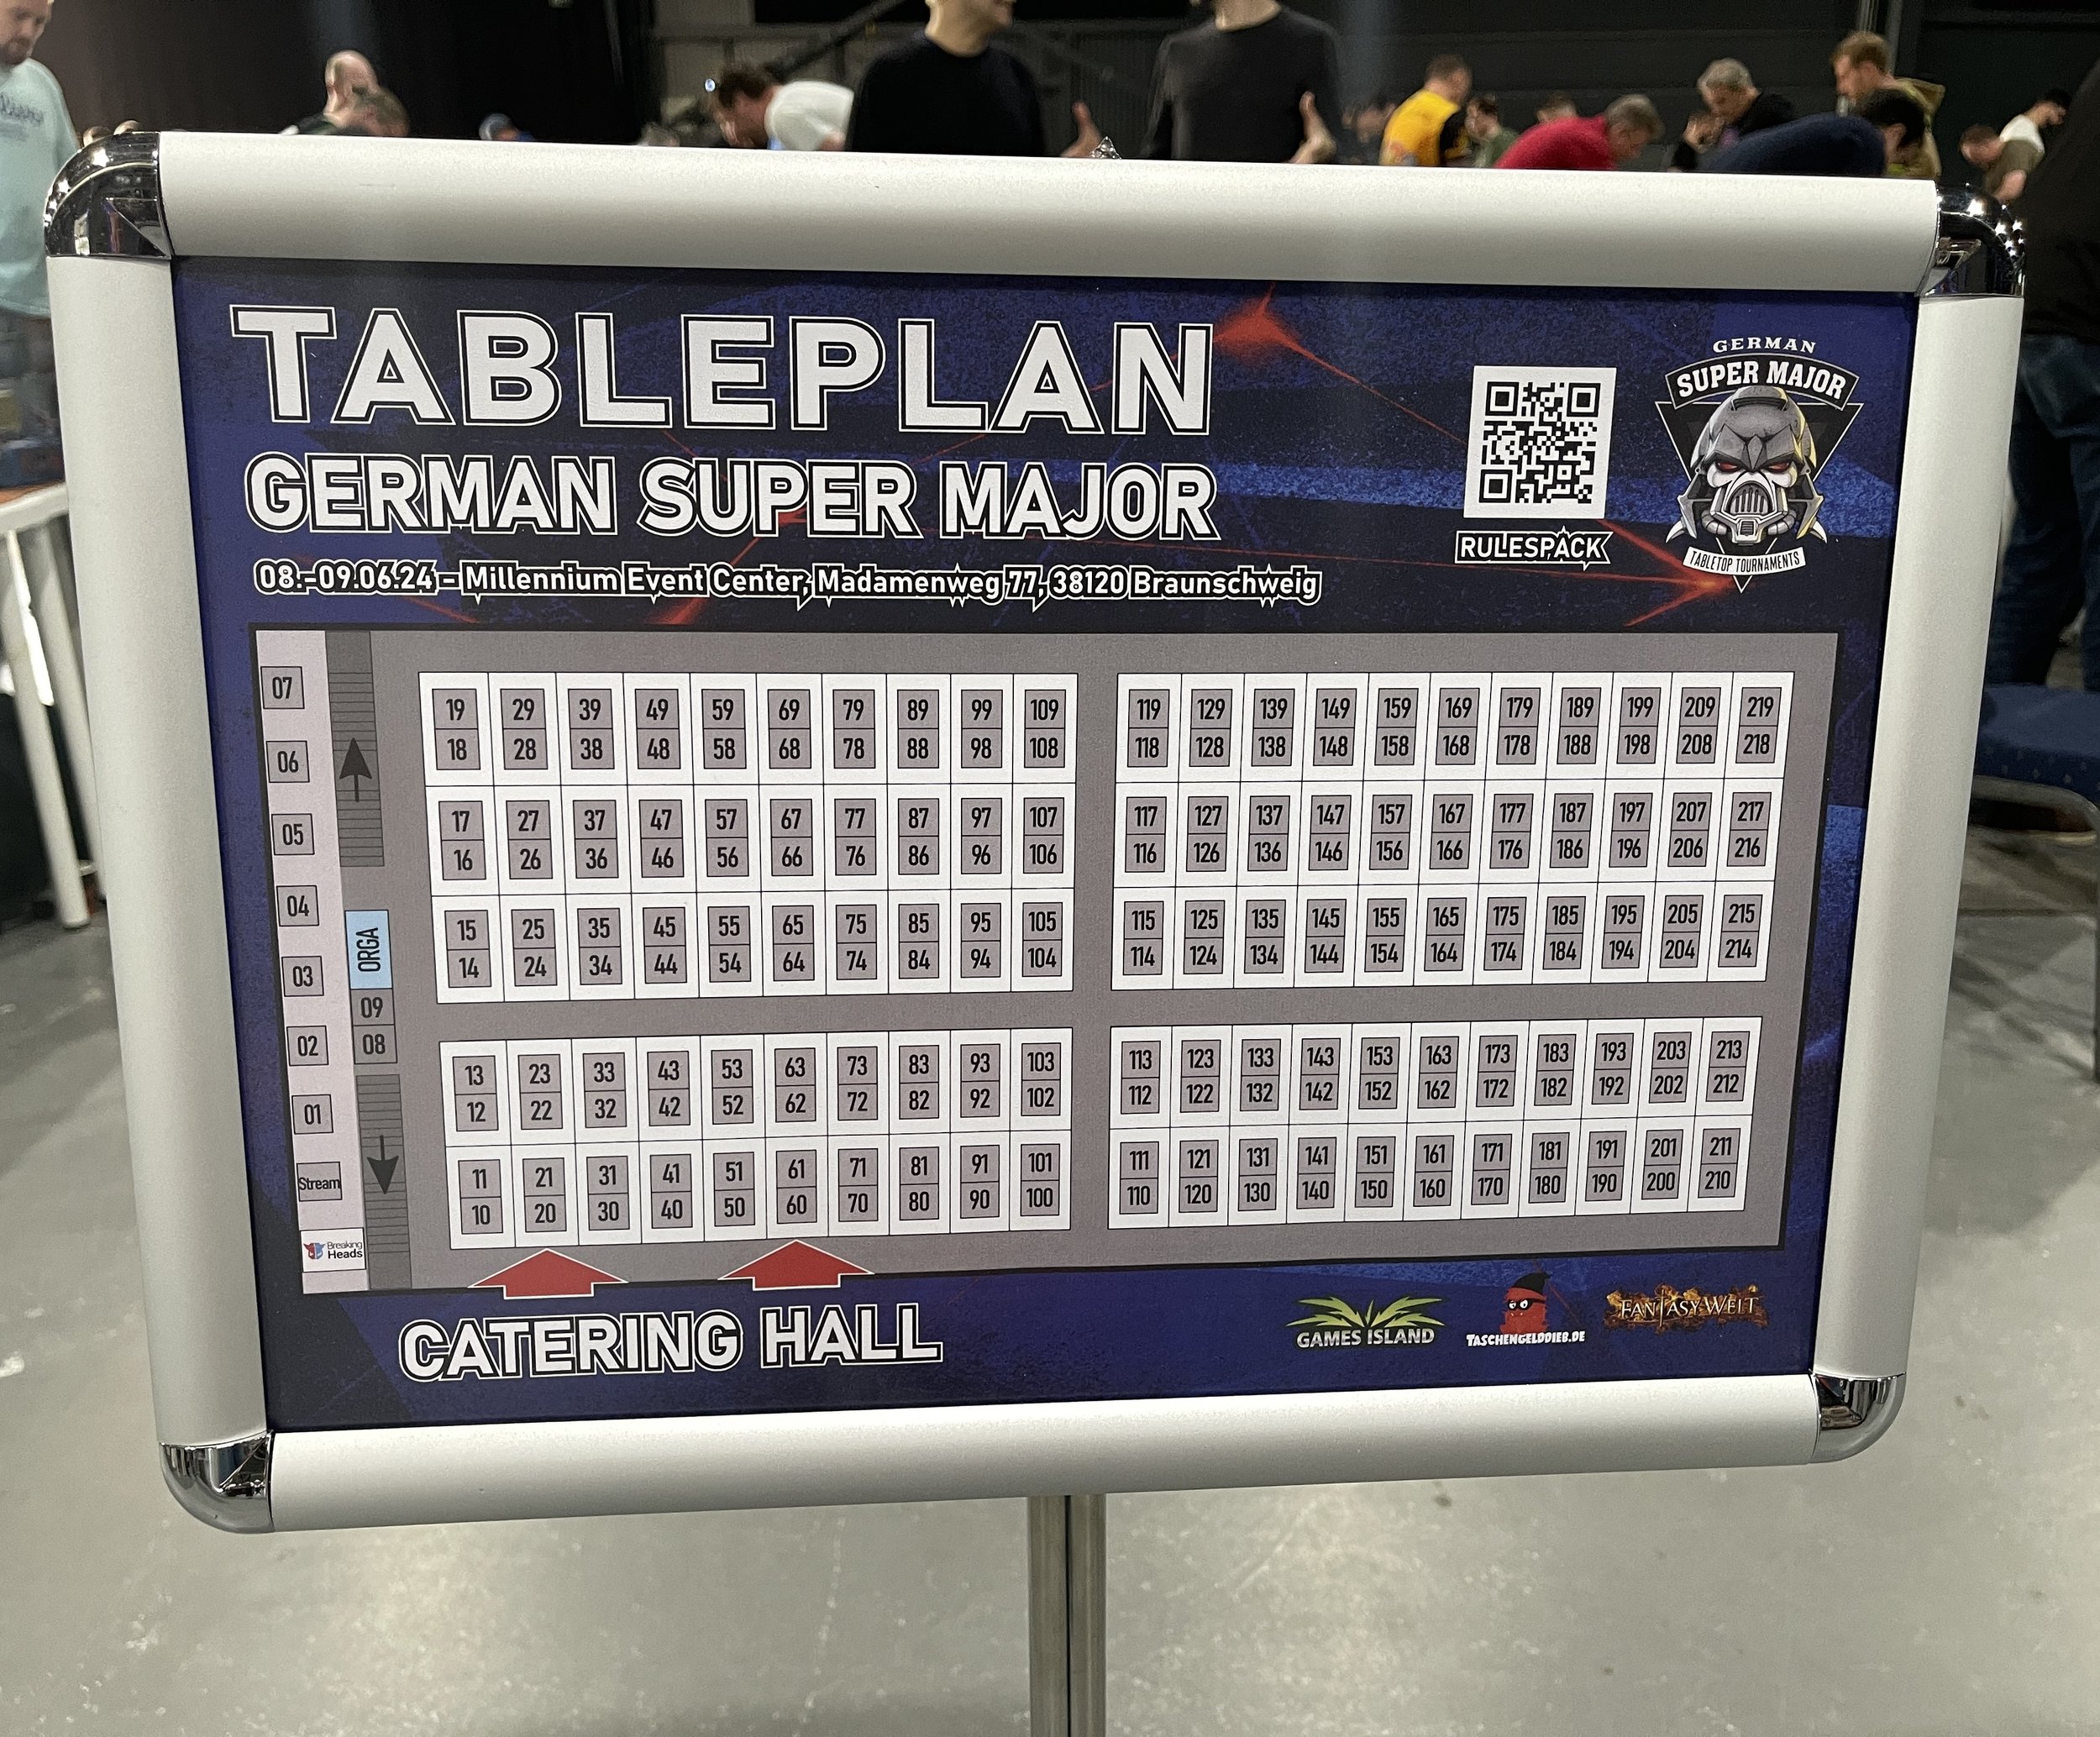 TABLEPLAN
GERMAN SUPER MAJOR
08.-09.06.24 - Millennium Event Center, Madamenweg 77, 38120 Braunschweig
RULESPACK
GERMAN
SUPER MAJOR
TABLETOP TOURNAMENTS
07
06
05
04
03
02
01
Stream
Breaking
Heads
ORGA
09
08
19 29 39 49 59 69 79 89 99 109 119 129 139 149 159 169 179 189 199 209 219
18 28 38 48 58 68 78 88 98 108 118 128 138 148 158 168 178 188 198 208 218
17 27 37 47 57 67 77 87 97 107 117 127 137 147 157 167 177 187 197 207 217
16 26 36 46 56 66 76 86 96 106 116 126 136 146 156 166 176 186 196 206 216
15 25 35 45 55 65 75 85 95 105 115 125 135 145 155 165 175 185 195 205 215
14 24 34 44 54 64 74 84 94 104 114 124 134 144 154 164 174 184 194 204 214
13 23 33 43 53 63 73 83 93 103 113 123 133 143 153 163 173 183 193 203 213
12 22 32 42 52 62 72 82 92 102 112 122 132 142 152 162 172 182 192 202 212
11 21 31 41 51 61 71 81 91 101 111 121 131 141 151 161 171 181 191 201 211
10 20 30 40 50 60 70 80 90 100 110 120 130 140 150 160 170 180 190 200 210
CATERING HALL
GAMES ISLAND
TASCHENGELDDIEB.DE
FANTASYWELT